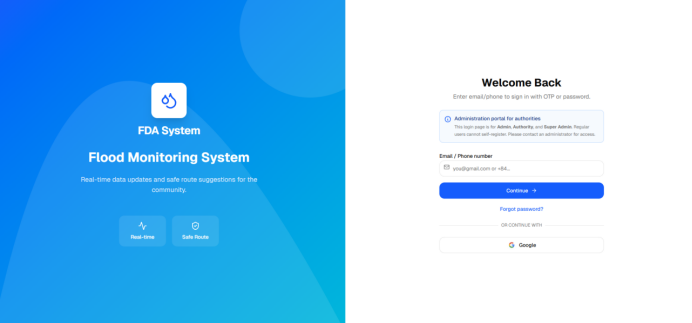 FDA System
Flood Monitoring System
Real-time data updates and safe route suggestions for the
community.
Real-time
Safe Route
Welcome Back
Enter email/phone to sign in with OTP or password.
Administration portal for authorities
This login page is for Admin, Authority, and Super Admin. Regular
users cannot self-register. Please contact an administrator for access.
Email / Phone number
you@gmail.com or +84...
Continue →
Forgot password?
OR CONTINUE WITH
Google